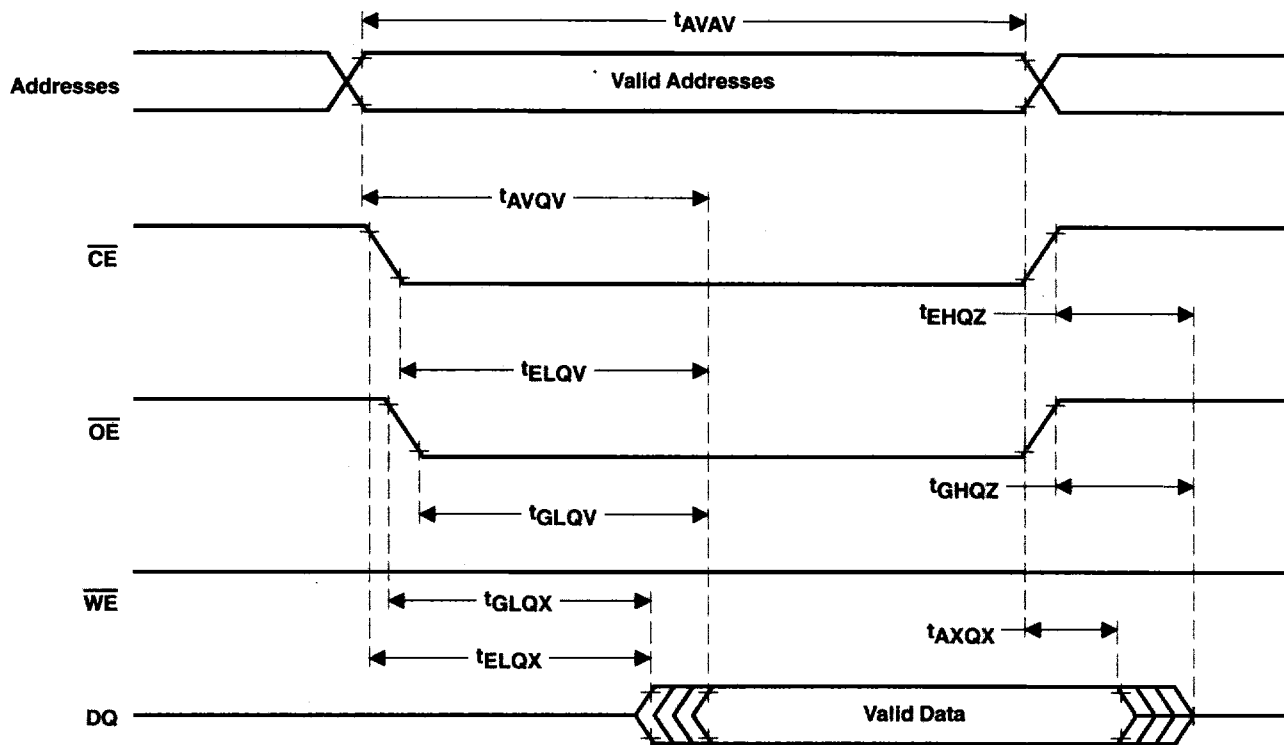 tAVAV
Addresses
Valid Addresses
tAVQV
CE
tEHQZ
tELQV
OE
tGHQZ
tGLQV
WE
tGLQX
tAXQX
tELQX
DQ
Valid Data